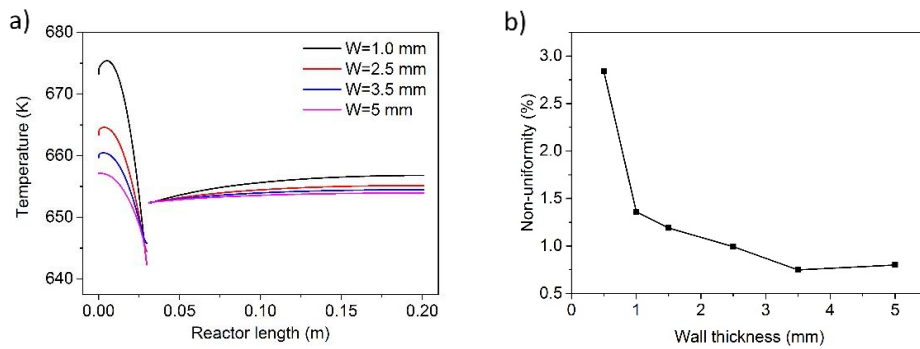 a)
680
670
660
650
640
Temperature (K)
W=1.0 mm
W=2.5 mm
W=3.5 mm
W=5 mm
0.00 0.05 0.10 0.15 0.20
Reactor length (m)
b)
3.0
2.5
2.0
1.5
1.0
0.5
Non-uniformity (%)
0 1 2 3 4 5
Wall thickness (mm)